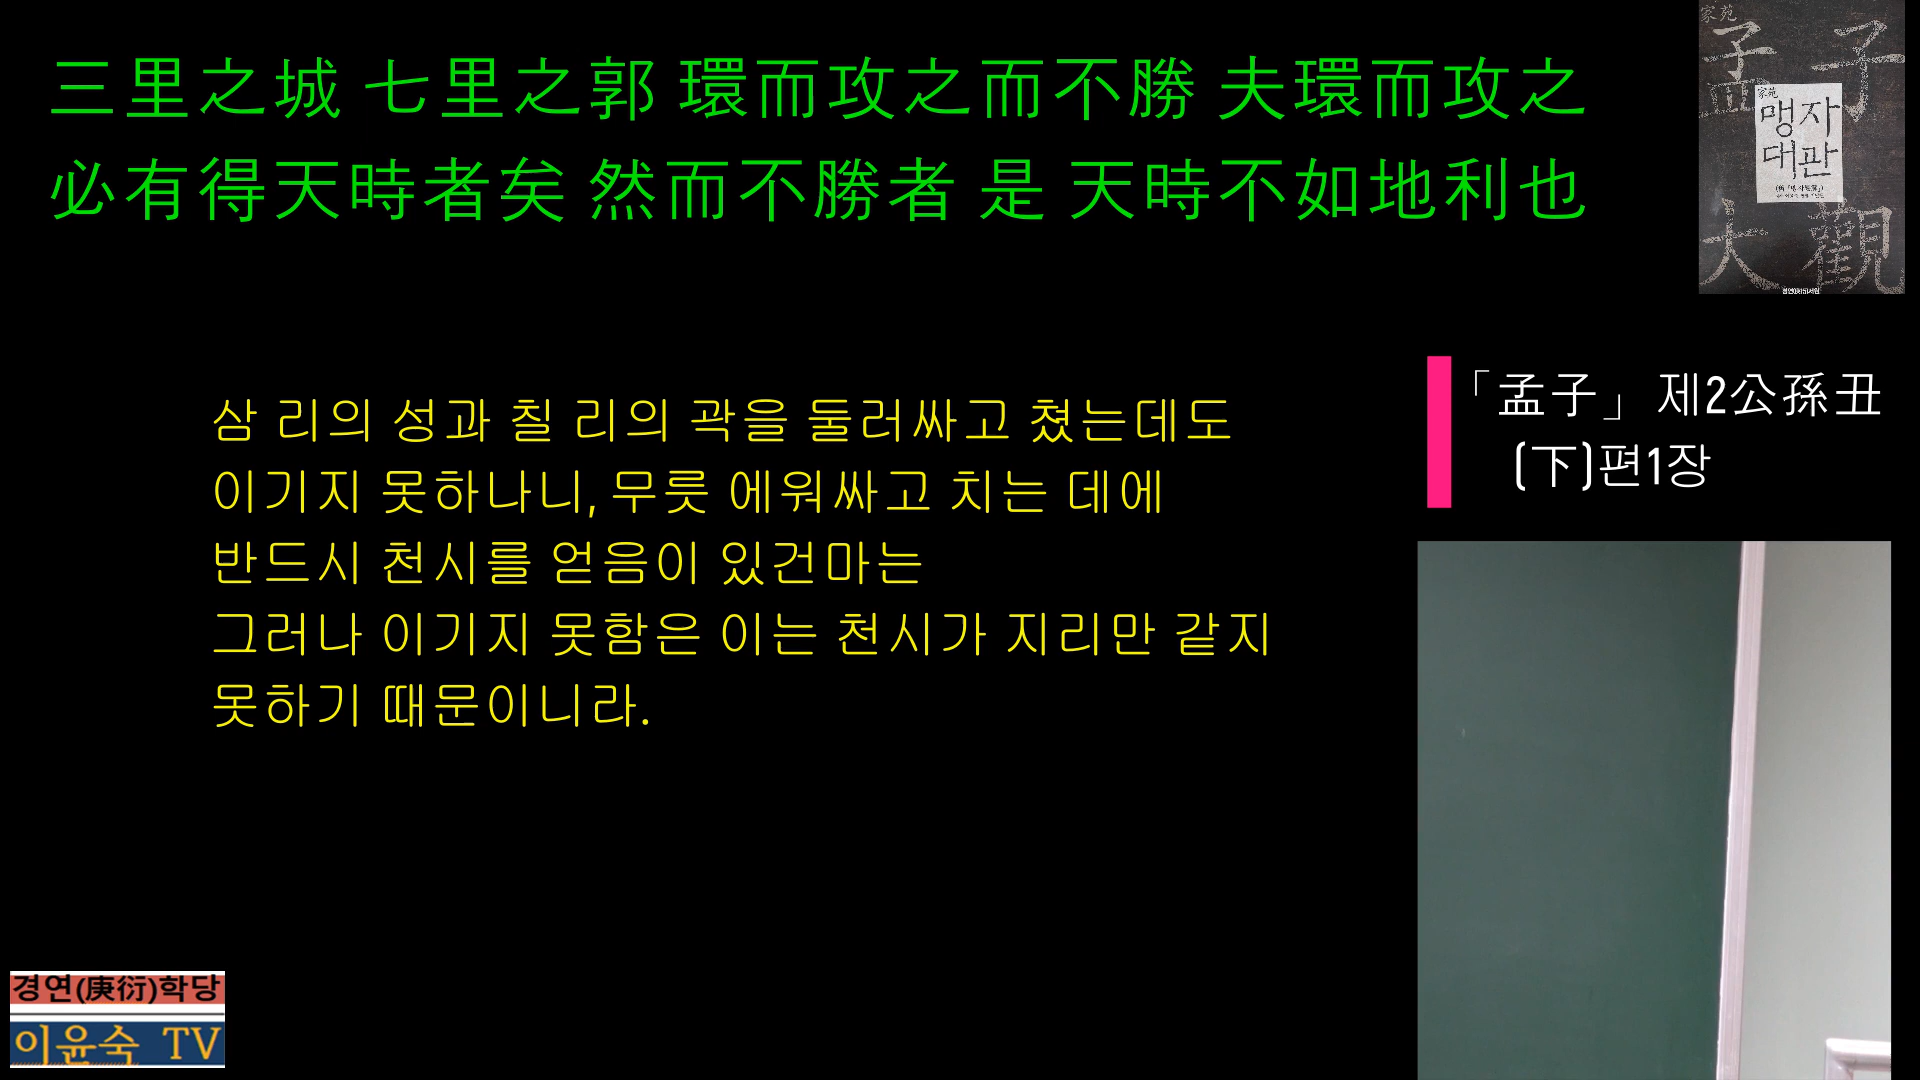 三里之城 七里之郭 環而攻之而不勝 夫環而攻之
必有得天時者矣 然而不勝者 是 天時不如地利也
家苑
孟子
家苑
맹자
대관
大觀
「孟子」 제2公孫丑
(下)편1장
삼 리의 성과 칠 리의 곽을 둘러싸고 쳤는데도
이기지 못하나니, 무릇 에워싸고 치는 데에
반드시 천시를 얻음이 있건마는
그러나 이기지 못함은 이는 천시가 지리만 같지
못하기 때문이니라.
경연(庚衍)학당
이윤숙 TV